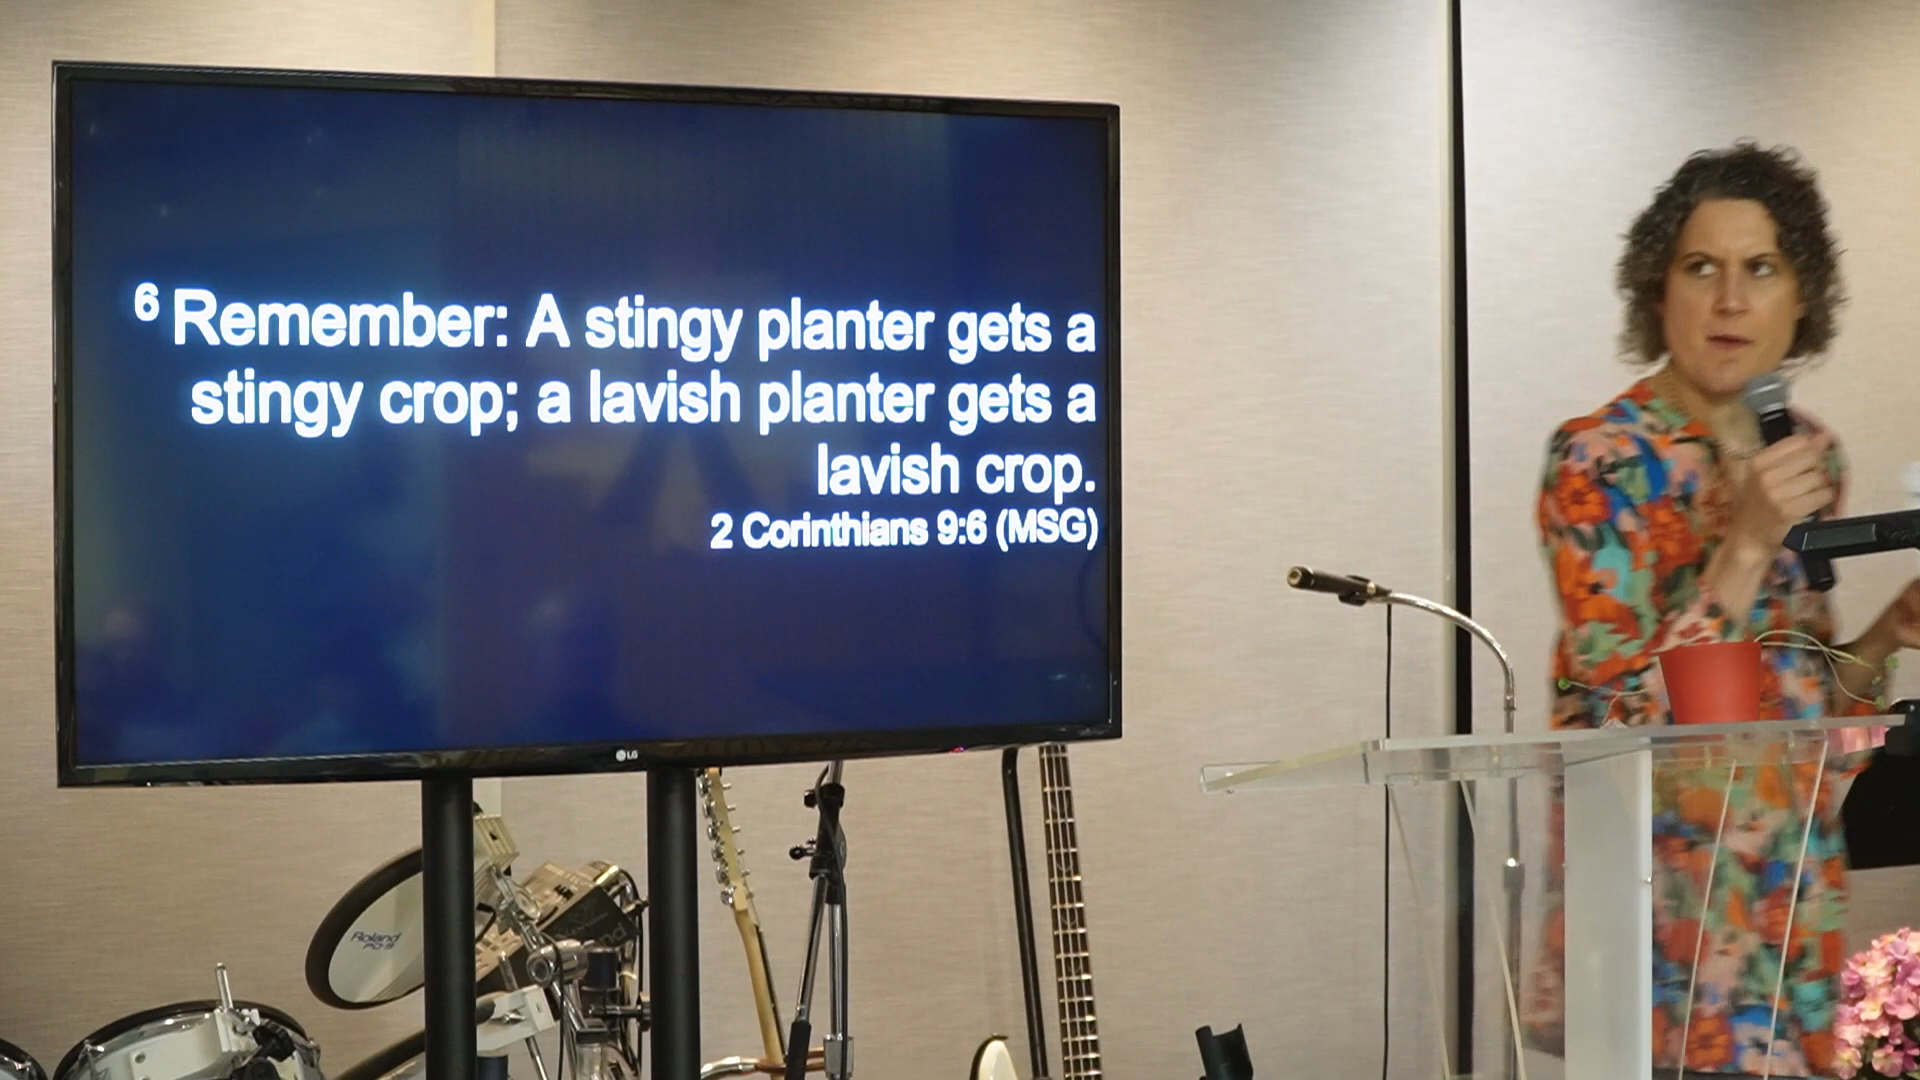 6 Remember: A stingy planter gets a
stingy crop; a lavish planter gets a
lavish crop.
2 Corinthians 9:6 (MSG)
LG
Roland